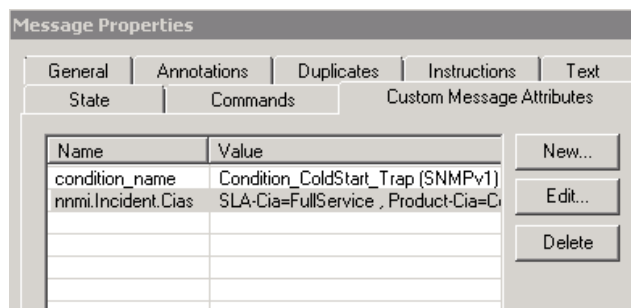 Message Properties
General Annotations Duplicates Instructions Text
State Commands Custom Message Attributes
Name Value New...
condition_name Condition_ColdStart_Trap (SNMPv1)
nnmi.Incident.Cias SLA-Cia=FullService , Product-Cia= Edit...
Delete